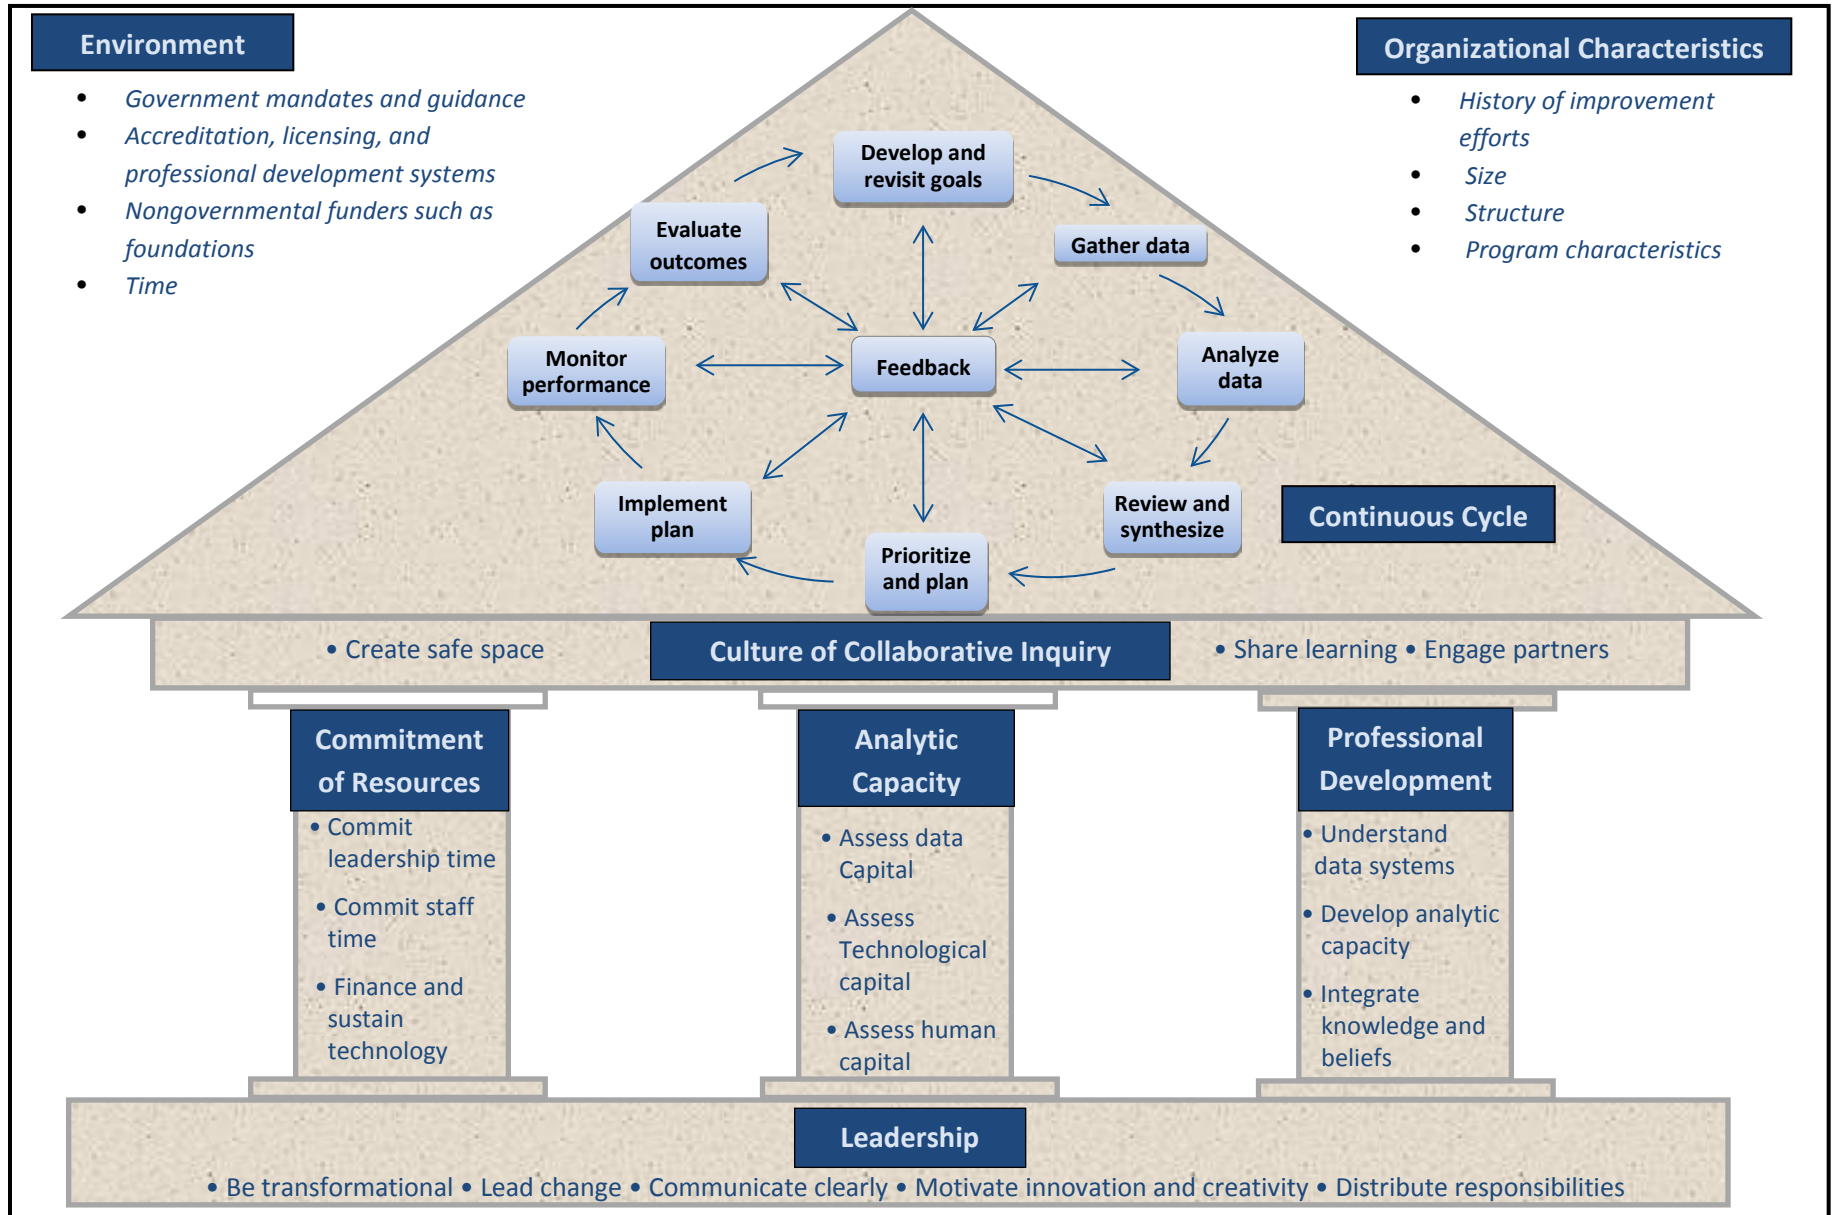 Environment
• Government mandates and guidance
• Accreditation, licensing, and
professional development systems
• Nongovernmental funders such as
foundations
• Time
Organizational Characteristics
• History of improvement
efforts
• Size
• Structure
• Program characteristics
Develop and
revisit goals
Gather data
Analyze
data
Review and
synthesize
Prioritize
and plan
Implement
plan
Monitor
performance
Evaluate
outcomes
Feedback
Continuous Cycle
• Create safe space
Culture of Collaborative Inquiry
• Share learning • Engage partners
Commitment
of Resources
• Commit
leadership time
• Commit staff
time
• Finance and
sustain
technology
Analytic
Capacity
• Assess data
Capital
• Assess
Technological
capital
• Assess human
capital
Professional
Development
• Understand
data systems
• Develop analytic
capacity
• Integrate
knowledge and
beliefs
Leadership
• Be transformational • Lead change • Communicate clearly • Motivate innovation and creativity • Distribute responsibilities